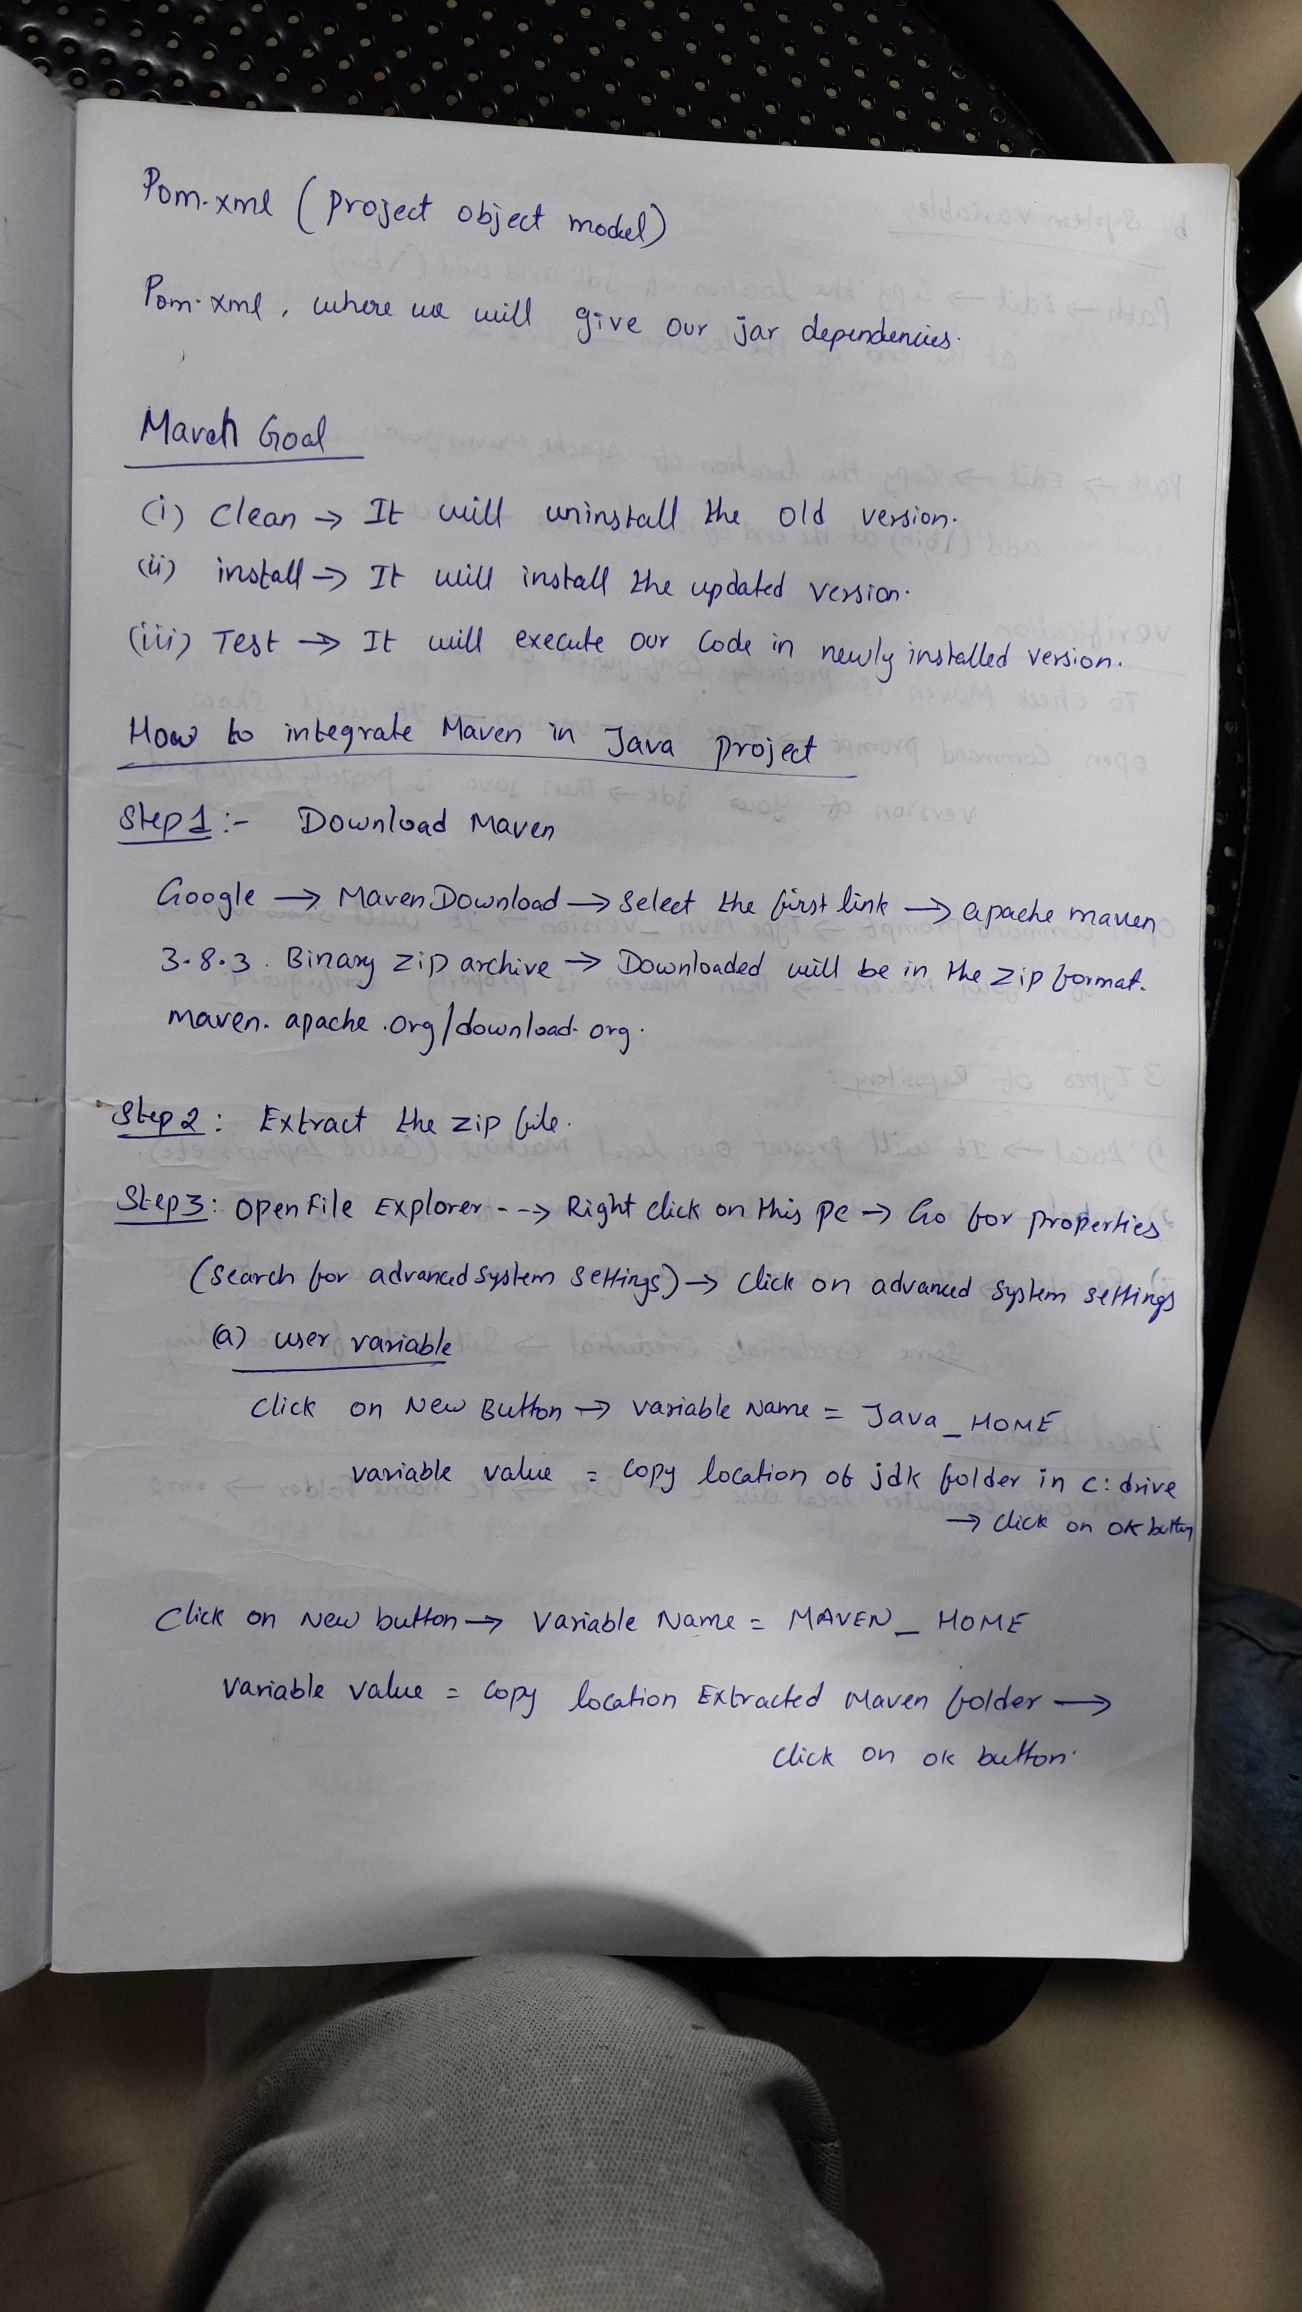 Pom.xml (Project object model)
Pom.xml, where we will give our jar dependencies.
Maven Goal
(i) Clean → It will uninstall the old version.
(ii) install → It will install the updated version.
(iii) Test → It will execute our Code in newly installed version.
How to integrate Maven in Java project
Step 1 :- Download Maven
Google → Maven Download → Select the first link → apache maven
3.8.3. Binary zip archive → Downloaded will be in the zip format.
maven.apache.org/download.org.
Step 2 : Extract the zip file.
Step 3 : Open File Explorer --→ Right click on this PC → Go for properties
(Search for advanced system settings) → Click on advanced system settings
(a) user variable
Click on New Button → variable Name = Java_HOME
variable value = Copy location of jdk folder in C: drive
→ click on OK button
Click on New button → Variable Name = MAVEN_HOME
Variable value = Copy location Extracted Maven folder →
Click on ok button.